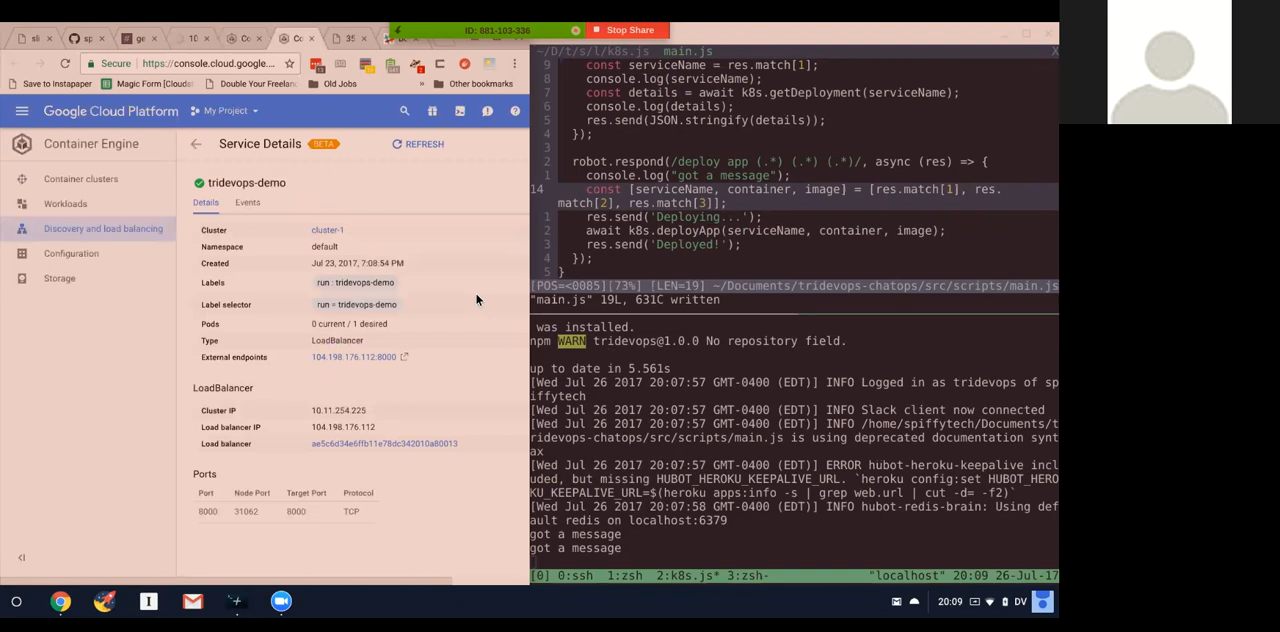 ID: 881-103-336 Stop Share
sli sp ge 10 Co Co 35
Secure https://console.cloud.google....
Save to Instapaper Magic Form [Clouds Double Your Freelan Old Jobs » Other bookmarks
Google Cloud Platform My Project
Container Engine
Container clusters
Workloads
Discovery and load balancing
Configuration
Storage
Service Details BETA REFRESH
tridevops-demo
Details Events
Cluster cluster-1
Namespace default
Created Jul 23, 2017, 7:08:54 PM
Labels run : tridevops-demo
Label selector run = tridevops-demo
Pods 0 current / 1 desired
Type LoadBalancer
External endpoints 104.198.176.112:8000
LoadBalancer
Cluster IP 10.11.254.225
Load balancer IP 104.198.176.112
Load balancer ae5c6d34e6ffb11e78dc342010a80013
Ports
Port Node Port Target Port Protocol
8000 31062 8000 TCP
~/D/t/s/l/k8s.js main.js X
9 const serviceName = res.match[1];
8 console.log(serviceName);
7 const details = await k8s.getDeployment(serviceName);
6 console.log(details);
5 res.send(JSON.stringify(details));
4 });
3
2 robot.respond(/deploy app (.*) (.*) (.*)/, async (res) => {
1 console.log("got a message");
14 const [serviceName, container, image] = [res.match[1], res.
match[2], res.match[3]];
1 res.send('Deploying...');
2 await k8s.deployApp(serviceName, container, image);
3 res.send('Deployed!');
4 });
5 }
[POS=<0085][73%] [LEN=19] ~/Documents/tridevops-chatops/src/scripts/main.js
"main.js" 19L, 631C written
was installed.
npm WARN tridevops@1.0.0 No repository field.
up to date in 5.561s
[Wed Jul 26 2017 20:07:57 GMT-0400 (EDT)] INFO Logged in as tridevops of sp
iffytech
[Wed Jul 26 2017 20:07:57 GMT-0400 (EDT)] INFO Slack client now connected
[Wed Jul 26 2017 20:07:57 GMT-0400 (EDT)] INFO /home/spiffytech/Documents/t
ridevops-chatops/src/scripts/main.js is using deprecated documentation synt
ax
[Wed Jul 26 2017 20:07:57 GMT-0400 (EDT)] ERROR hubot-heroku-keepalive incl
uded, but missing HUBOT_HEROKU_KEEPALIVE_URL. `heroku config:set HUBOT_HERO
KU_KEEPALIVE_URL=$(heroku apps:info -s | grep web.url | cut -d= -f2)`
[Wed Jul 26 2017 20:07:58 GMT-0400 (EDT)] INFO hubot-redis-brain: Using def
ault redis on localhost:6379
got a message
got a message
[0] 0:ssh 1:zsh 2:k8s.js* 3:zsh- "localhost" 20:09 26-Jul-17
20:09 DV